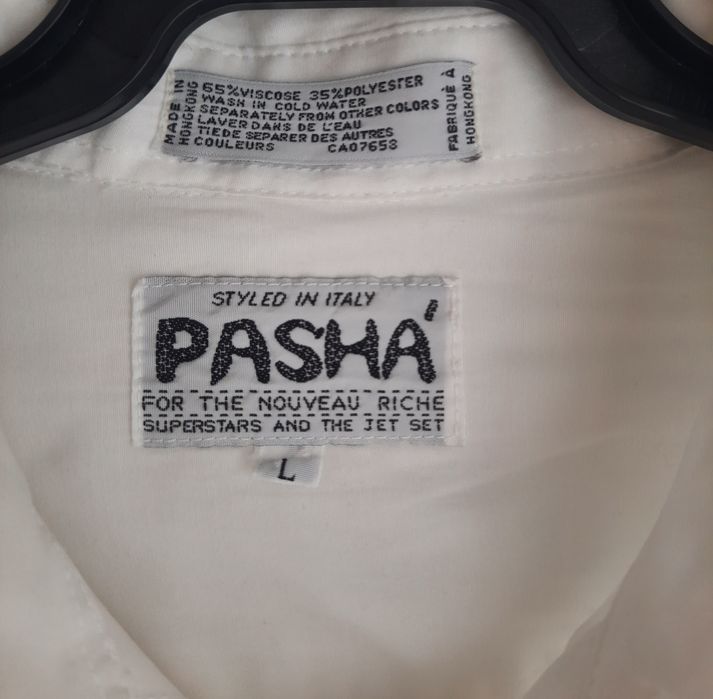 MADE IN
HONGKONG
65%VISCOSE 35%POLYESTER
WASH IN COLD WATER
SEPARATELY FROM OTHER COLORS
LAVER DANS DE L'EAU
TIEDE SEPARER DES AUTRES
COULEURS CA07653
FABRIQUÈ À
HONGKONG
STYLED IN ITALY
PASHA'
FOR THE NOUVEAU RICHE
SUPERSTARS AND THE JET SET
L